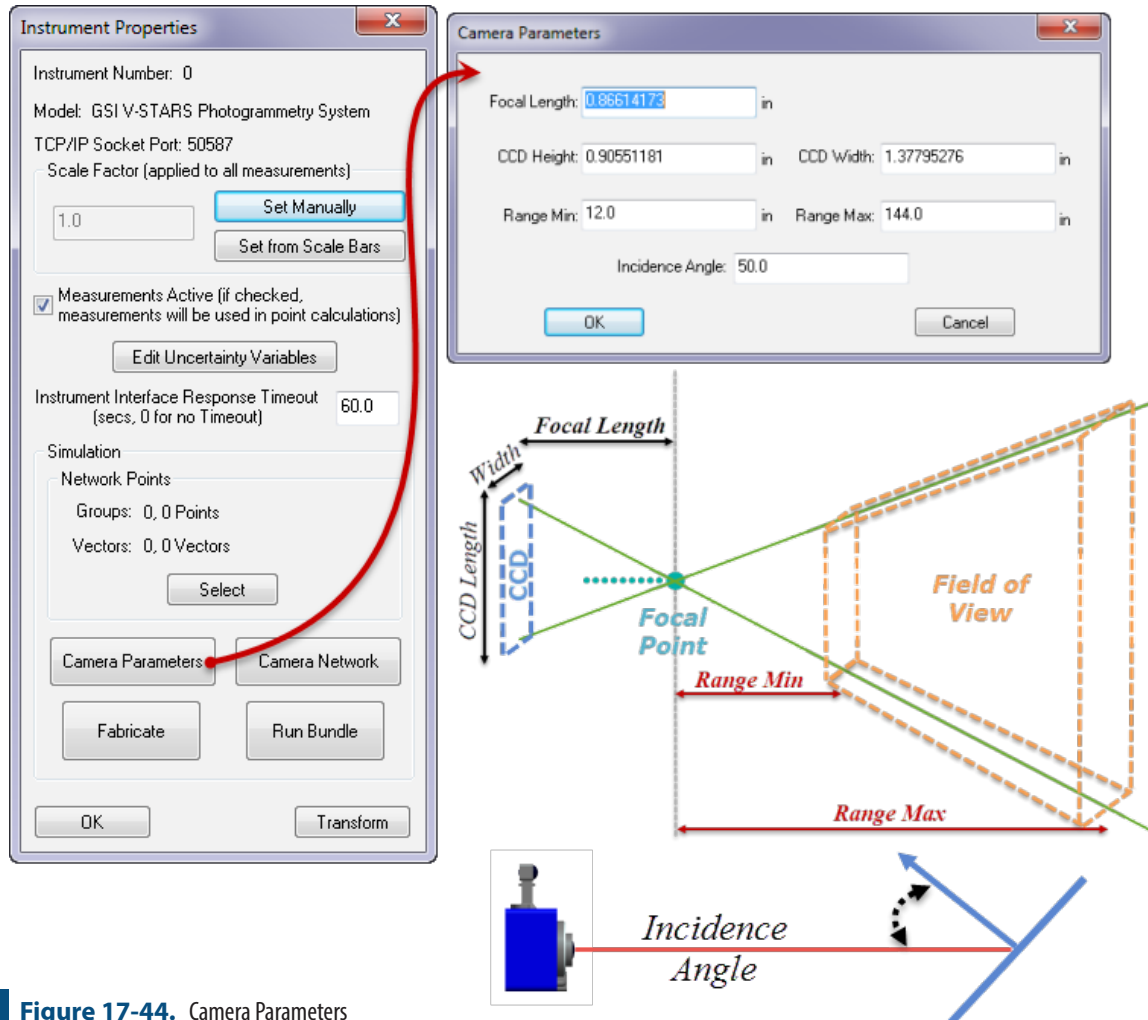 Instrument Properties
Instrument Number: 0
Model: GSI V-STARS Photogrammetry System
TCP/IP Socket Port: 50587
Scale Factor (applied to all measurements)
1.0
Set Manually
Set from Scale Bars
Measurements Active (if checked,
measurements will be used in point calculations)
Edit Uncertainty Variables
Instrument Interface Response Timeout
(secs, 0 for no Timeout)
60.0
Simulation
Network Points
Groups: 0, 0 Points
Vectors: 0, 0 Vectors
Select
Camera Parameters
Camera Network
Fabricate
Run Bundle
OK
Transform
Camera Parameters
Focal Length: 0.86614173 in
CCD Height: 0.90551181 in CCD Width: 1.37795276 in
Range Min: 12.0 in Range Max: 144.0 in
Incidence Angle: 50.0
OK
Cancel
Focal Length
Width
CCD Length
CCD
Focal
Point
Field of
View
Range Min
Range Max
Incidence
Angle
Figure 17-44. Camera Parameters